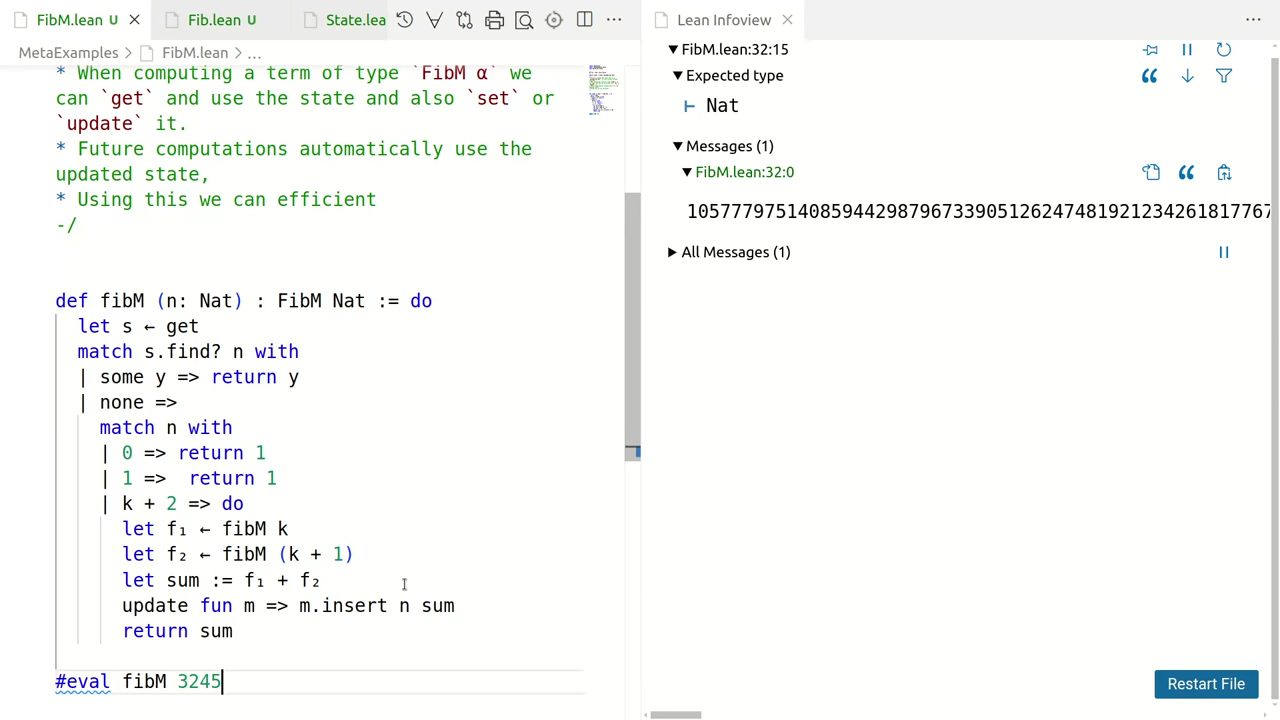 FibM.lean U
Fib.lean U
State.lea
Lean Infoview
MetaExamples > FibM.lean > ...
* When computing a term of type `FibM α` we
can `get` and use the state and also `set` or
`update` it.
* Future computations automatically use the
updated state,
* Using this we can efficient
-/
def fibM (n: Nat) : FibM Nat := do
let s ← get
match s.find? n with
| some y => return y
| none =>
match n with
| 0 => return 1
| 1 =>  return 1
| k + 2 => do
let f₁ ← fibM k
let f₂ ← fibM (k + 1)
let sum := f₁ + f₂
update fun m => m.insert n sum
return sum
#eval fibM 3245
FibM.lean:32:15
Expected type
⊢ Nat
Messages (1)
FibM.lean:32:0
1057779751408594429879673390512624748192123426181776​7
All Messages (1)
Restart File